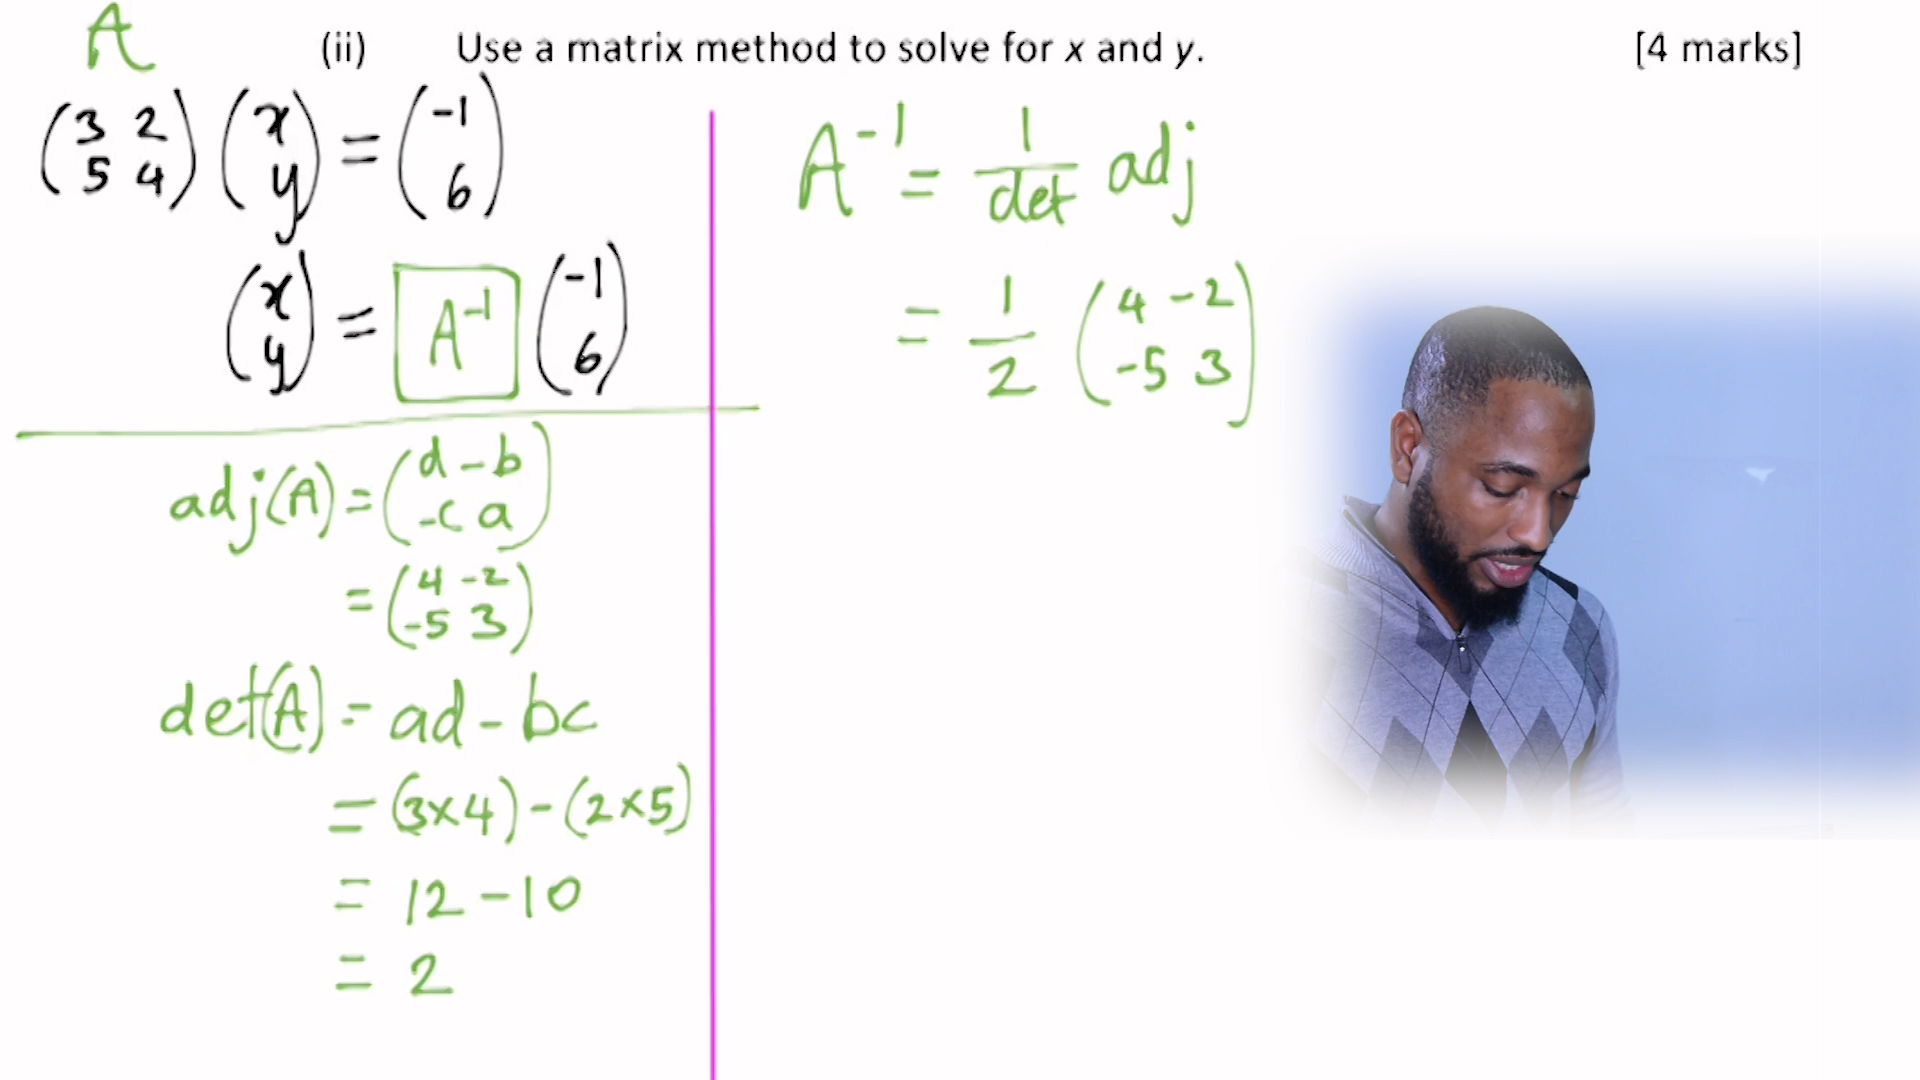 A
(ii) Use a matrix method to solve for x and y. [4 marks]
(3 2) (x) = (-1)
(5 4) (y) (6)
(x) = A⁻¹ (-1)
(y) (6)
adj(A) = (d -b)
(-c a)
= (4 -2)
(-5 3)
det(A) = ad - bc
= (3×4) - (2×5)
= 12 - 10
= 2
A⁻¹ = 1/det adj
= 1/2 (4 -2)
(-5 3)